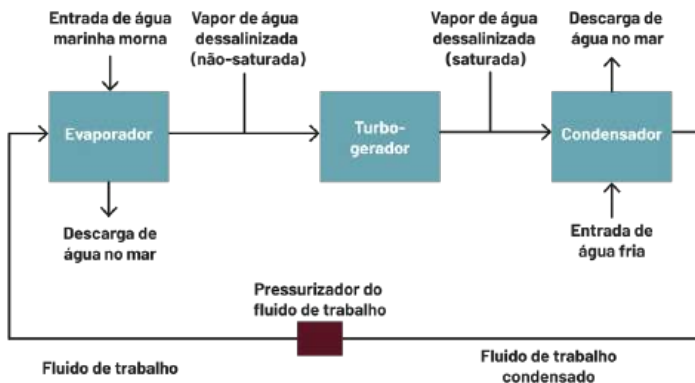 Entrada de água
marinha morna
Vapor de água
dessalinizada
(não-saturada)
Vapor de água
dessalinizada
(saturada)
Descarga de
água no mar
Evaporador
Turbo-
gerador
Condensador
Descarga de
água no mar
Entrada de
água fria
Pressurizador do
fluido de trabalho
Fluido de trabalho
Fluido de trabalho
condensado